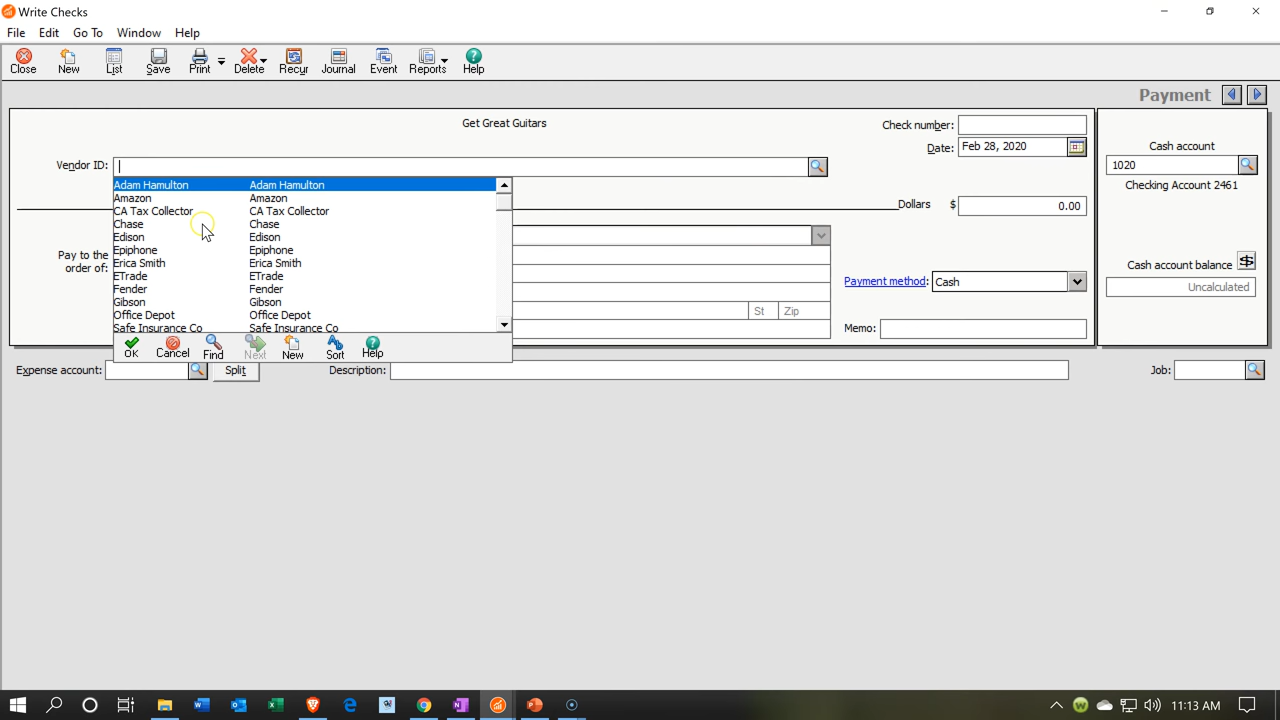 Write Checks
File Edit Go To Window Help
Close New List Save Print Delete Recur Journal Event Reports Help
Payment
Get Great Guitars
Check number:
Date: Feb 28, 2020
Vendor ID:
Cash account
1020
Checking Account 2461
Adam Hamulton Adam Hamulton
Amazon Amazon
CA Tax Collector CA Tax Collector
Chase Chase
Edison Edison
Epiphone Epiphone
Erica Smith Erica Smith
ETrade ETrade
Fender Fender
Gibson Gibson
Office Depot Office Depot
Safe Insurance Co Safe Insurance Co
OK Cancel Find Next New Sort Help
Dollars $ 0.00
Pay to the
order of:
St Zip
Payment method: Cash
Memo:
Cash account balance
Uncalculated
Expense account: Split Description: Job:
11:13 AM